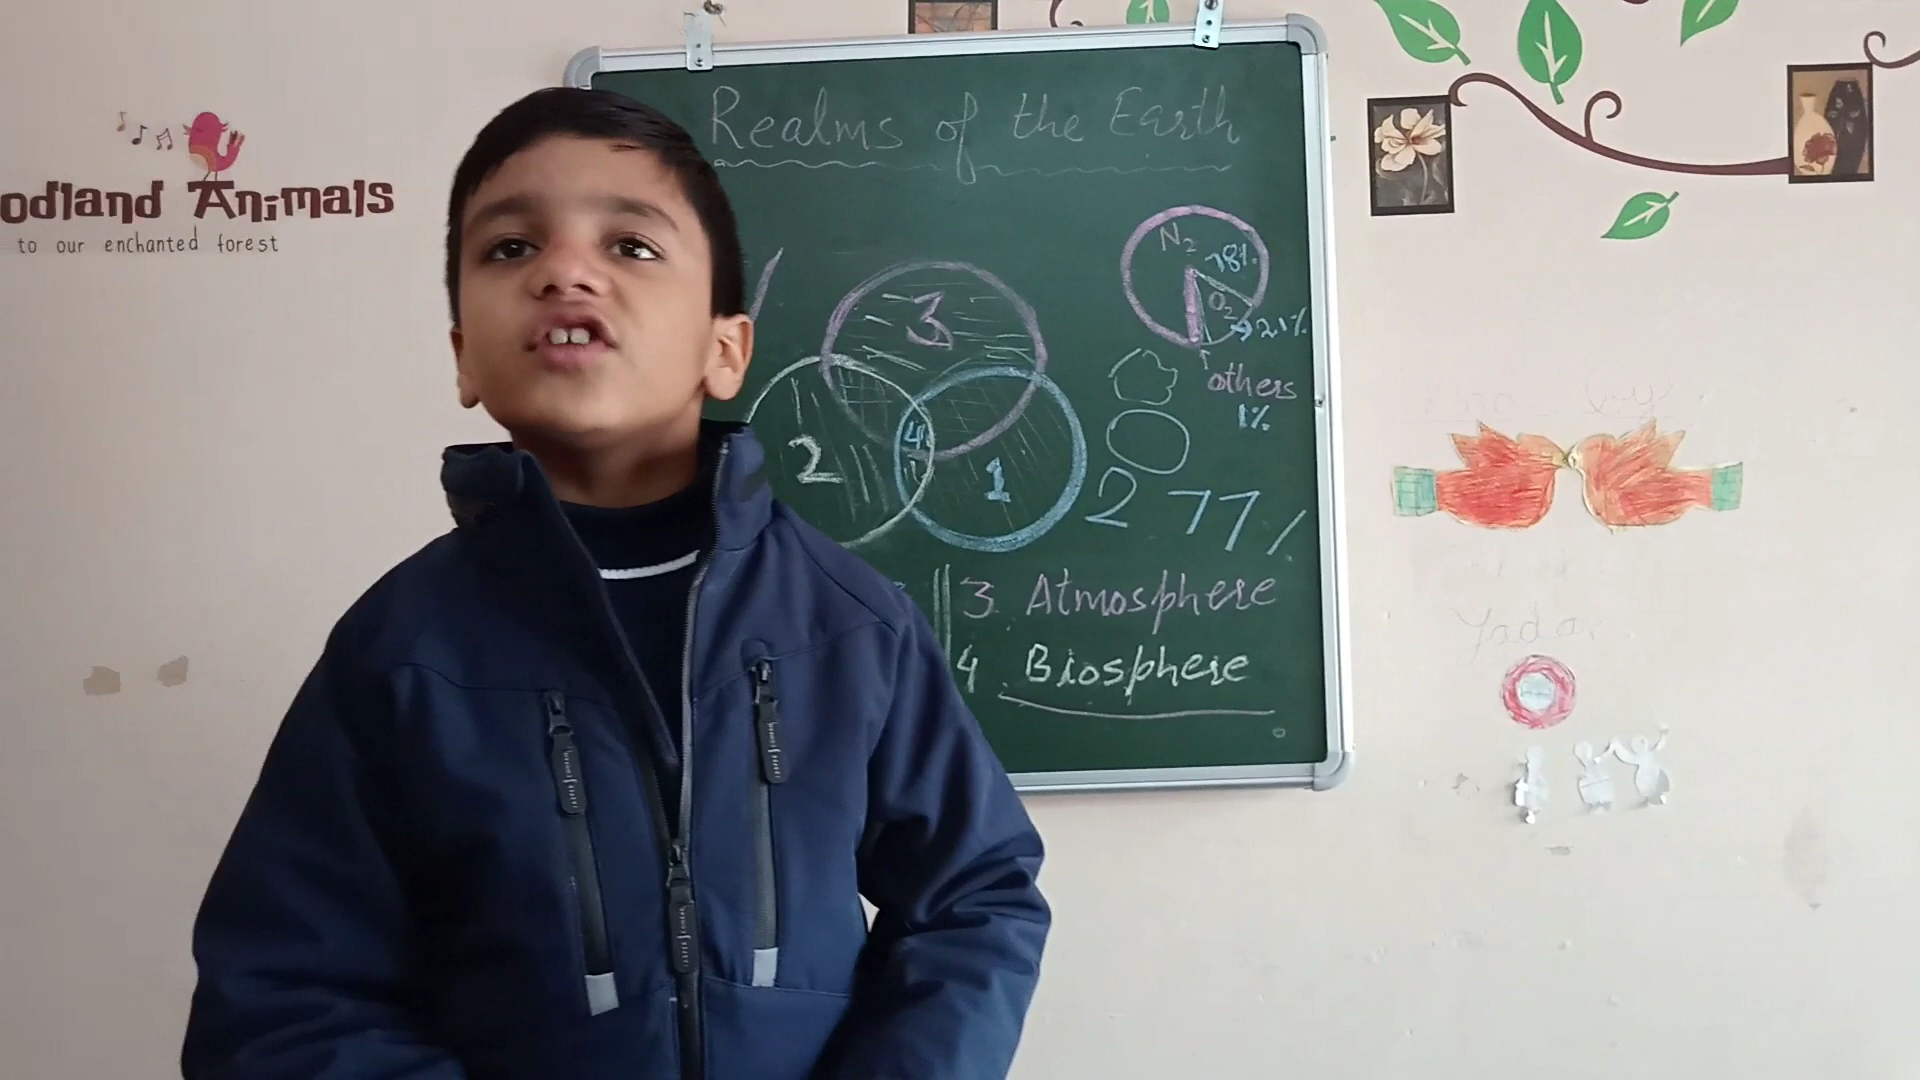 odland Animals
to our enchanted forest
Realms of the Earth
N2
78%
O2
21%
others
1%
3
2
4
1
2 77%
3 Atmosphere
4 Biosphere
Yada